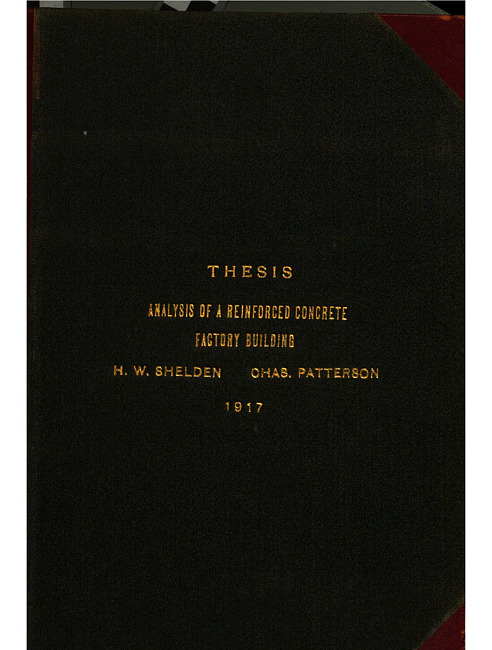 THESIS
ANALYSIS OF A REINFORCED CONCRETE
FACTORY BUILDING
H. W. SHELDEN CHAS. PATTERSON
1917